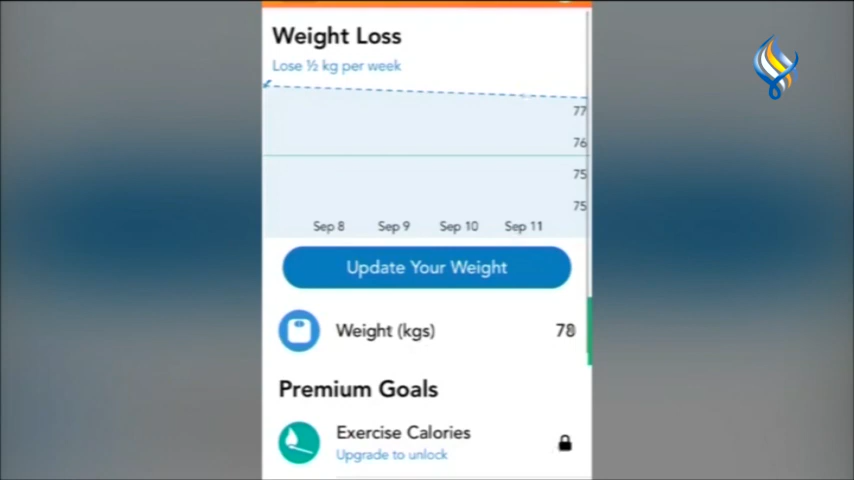 Weight Loss
Lose ½ kg per week
77
76
75
75
Sep 8 Sep 9 Sep 10 Sep 11
Update Your Weight
Weight (kgs) 78
Premium Goals
Exercise Calories
Upgrade to unlock